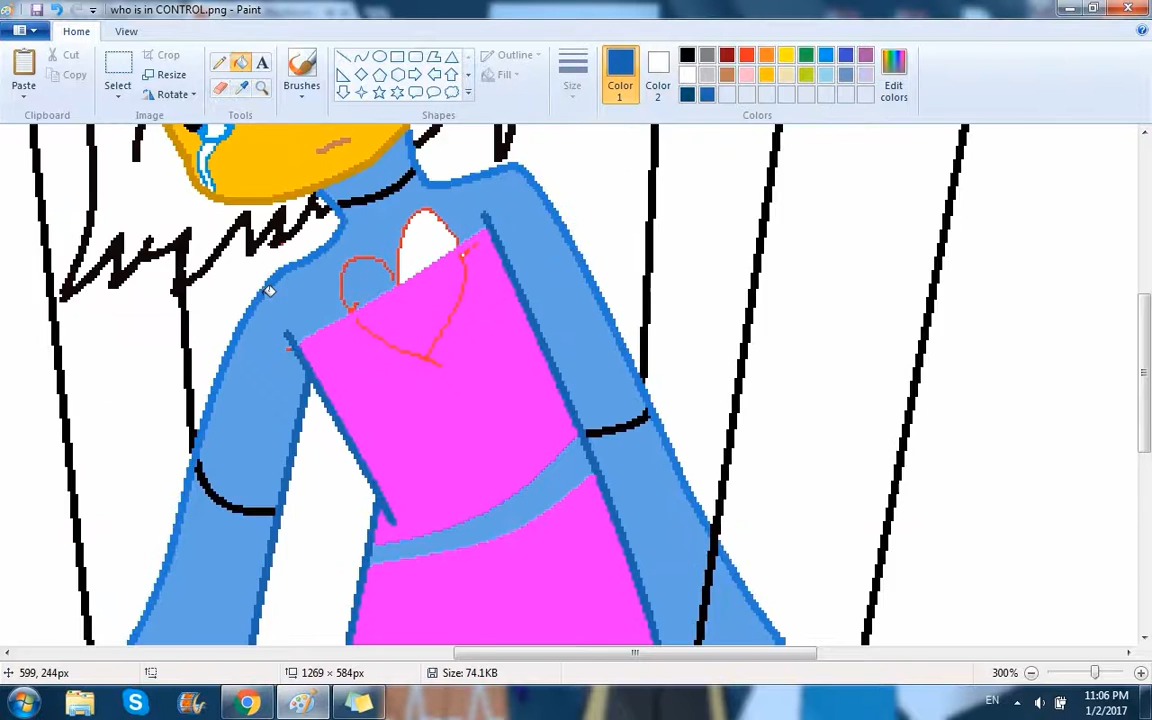 who is in CONTROL.png - Paint
Home View
Paste
Cut
Copy
Clipboard
Select
Crop
Resize
Rotate
Image
A
Tools
Brushes
Outline
Fill
Shapes
Size
Color 1
Color 2
Edit colors
Colors
599, 244px
1269 × 584px
Size: 74.1KB
300%
EN
11:06 PM
1/2/2017